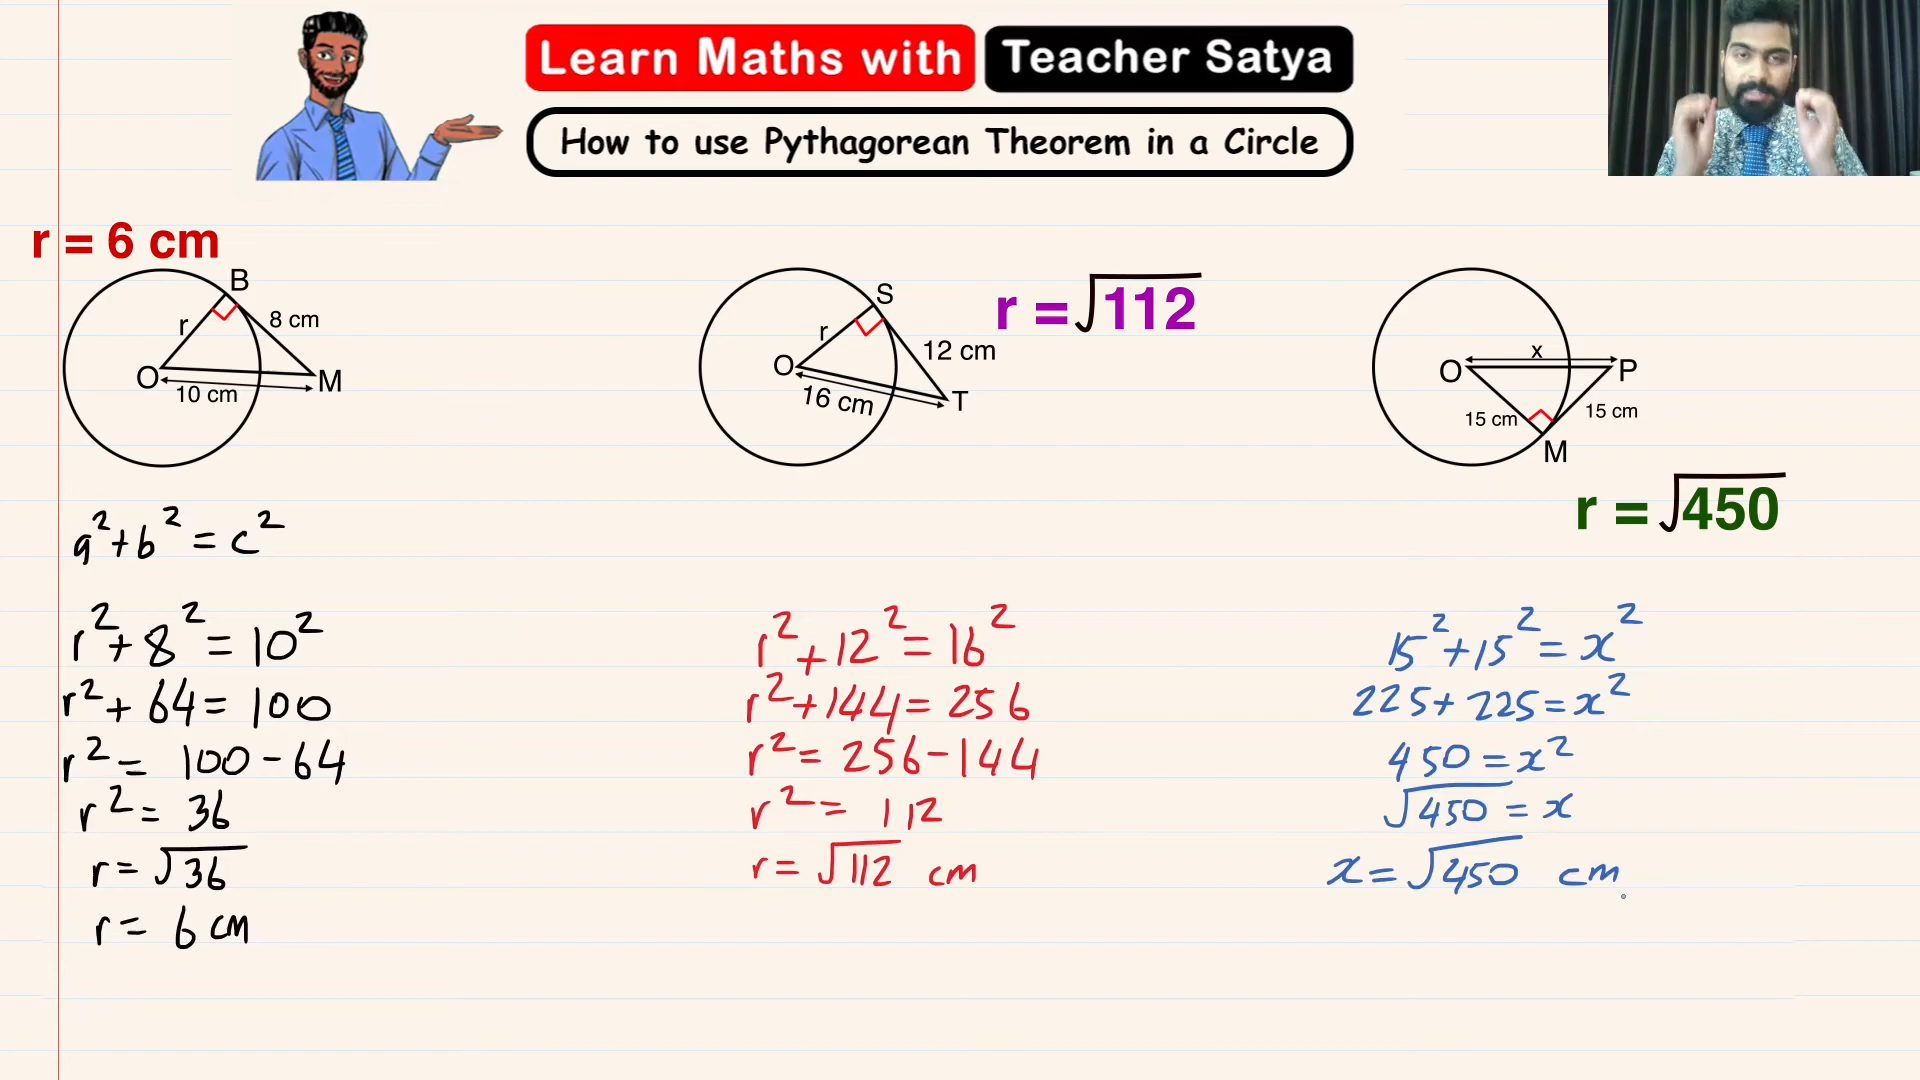 Learn Maths with Teacher Satya
How to use Pythagorean Theorem in a Circle
r = 6 cm
B
r
8 cm
O
M
10 cm
a² + b² = c²
r² + 8² = 10²
r² + 64 = 100
r² = 100 - 64
r² = 36
r = √36
r = 6 cm
S
r
12 cm
O
T
16 cm
r = √112
r² + 12² = 16²
r² + 144 = 256
r² = 256 - 144
r² = 112
r = √112 cm
x
O
P
15 cm
15 cm
M
r = √450
15² + 15² = x²
225 + 225 = x²
450 = x²
√450 = x
x = √450 cm